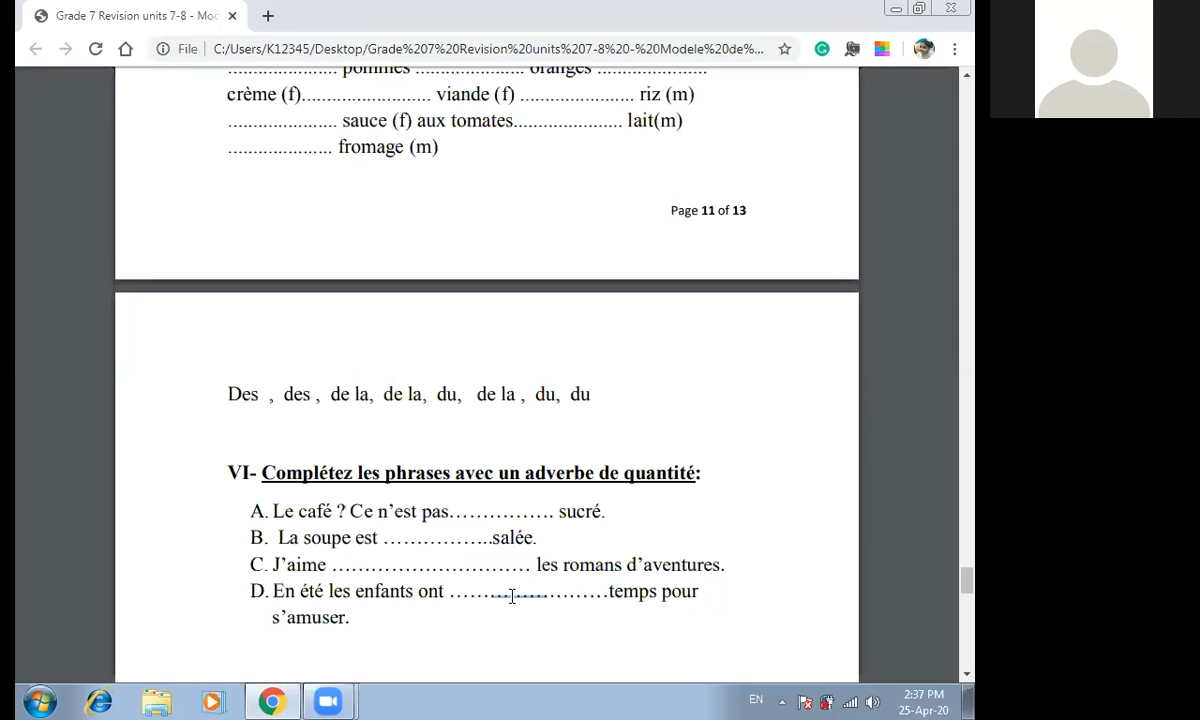 Grade 7 Revision units 7-8 - Moc
File C:/Users/K12345/Desktop/Grade%207%20Revision%20units%207-8%20-%20Modele%20de%...
..................... pommes ..................... oranges .....................
crème (f)......................... viande (f) ...................... riz (m)
..................... sauce (f) aux tomates..................... lait(m)
.................... fromage (m)
Page 11 of 13
Des , des , de la, de la, du, de la , du, du
VI- Complétez les phrases avec un adverbe de quantité:
A. Le café ? Ce n’est pas…………… sucré.
B. La soupe est ……………..salée.
C. J’aime ………………………… les romans d’aventures.
D. En été les enfants ont ……………………temps pour
s’amuser.
EN
2:37 PM
25-Apr-20